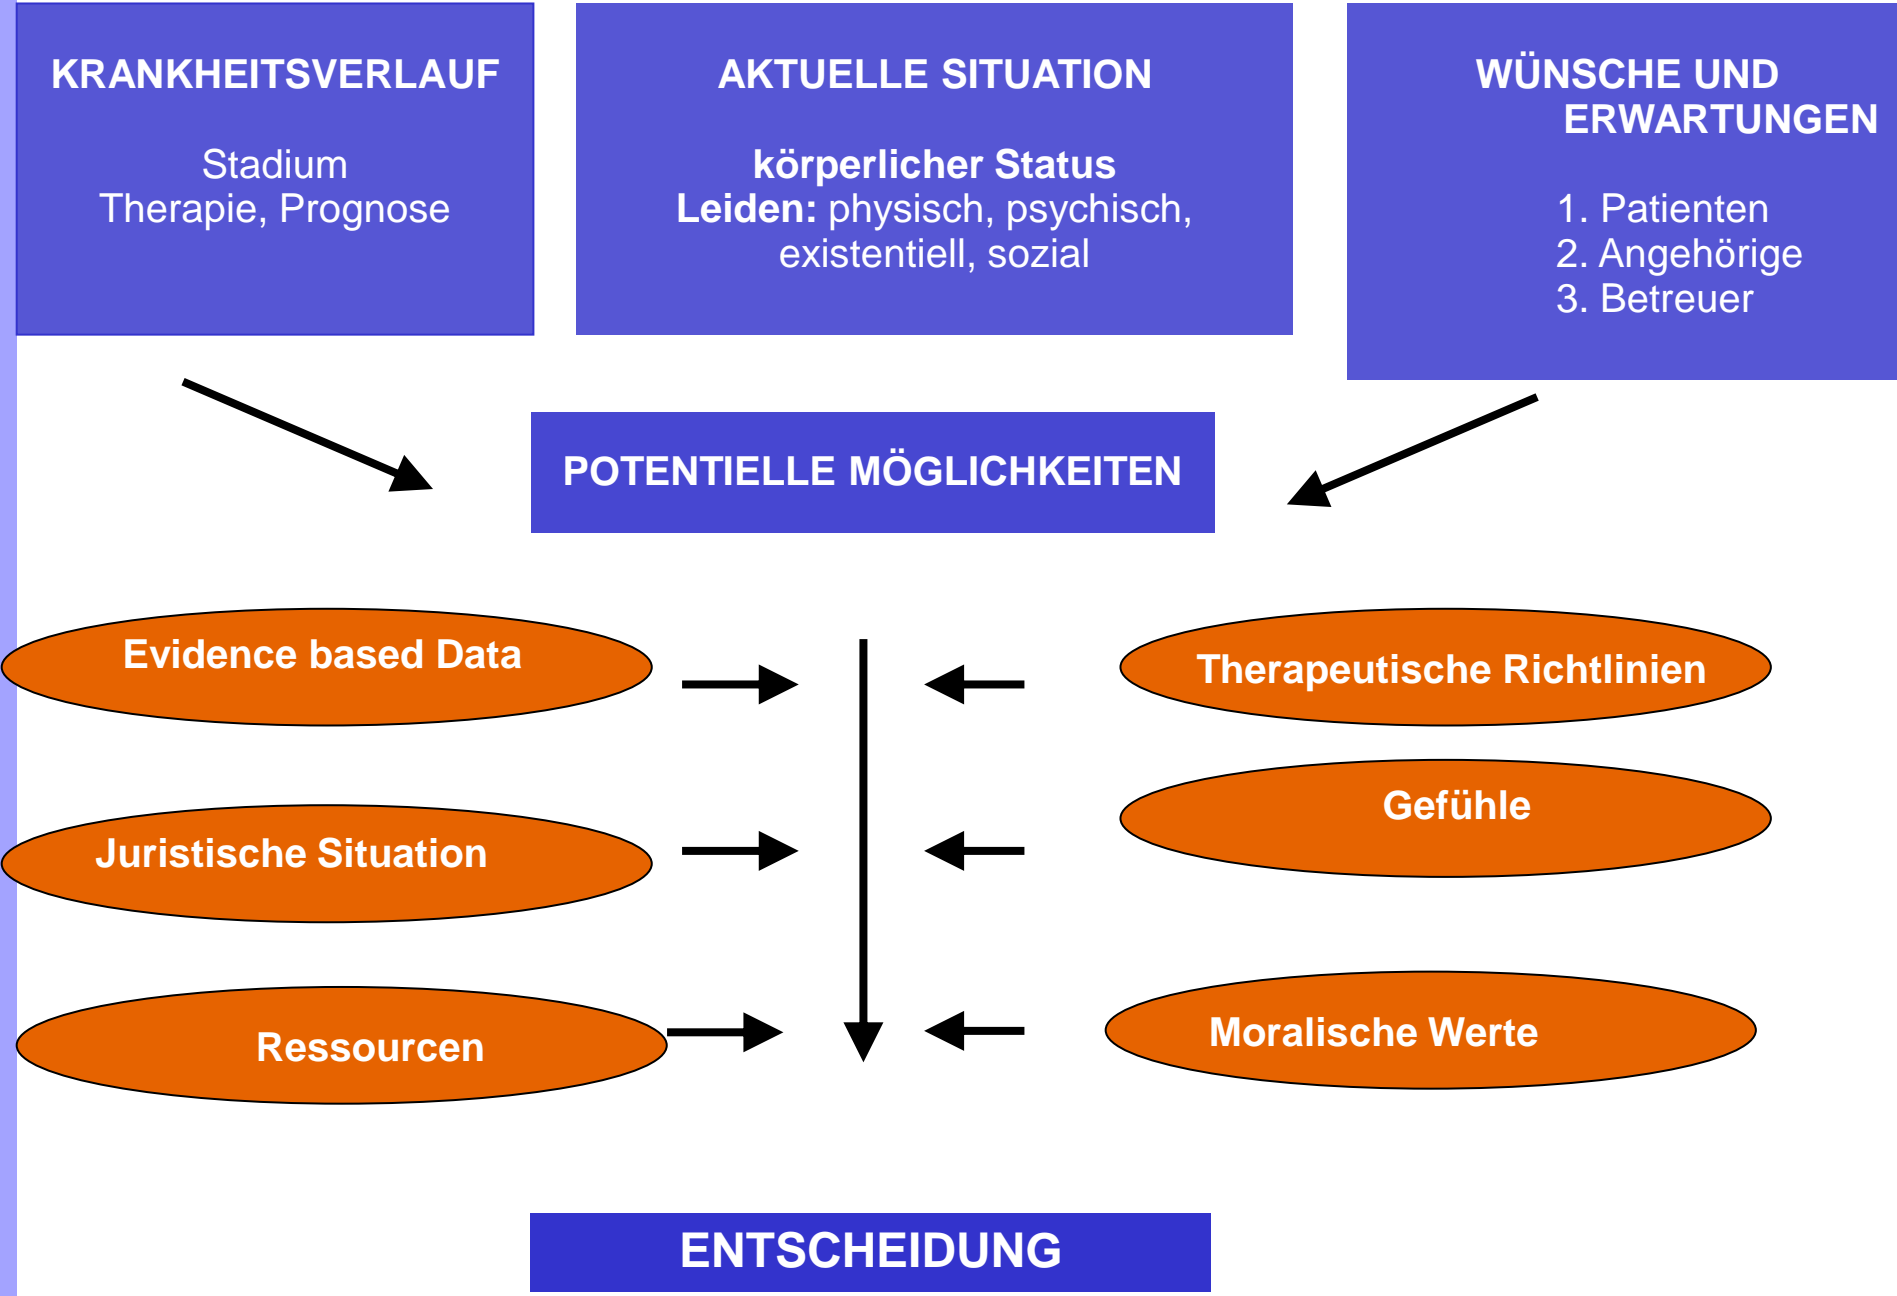 KRANKHEITSVERLAUF
Stadium
Therapie, Prognose
AKTUELLE SITUATION
körperlicher Status
Leiden: physisch, psychisch,
existentiell, sozial
WÜNSCHE UND
ERWARTUNGEN
1. Patienten
2. Angehörige
3. Betreuer
POTENTIELLE MÖGLICHKEITEN
Evidence based Data
Therapeutische Richtlinien
Gefühle
Juristische Situation
Ressourcen
Moralische Werte
ENTSCHEIDUNG